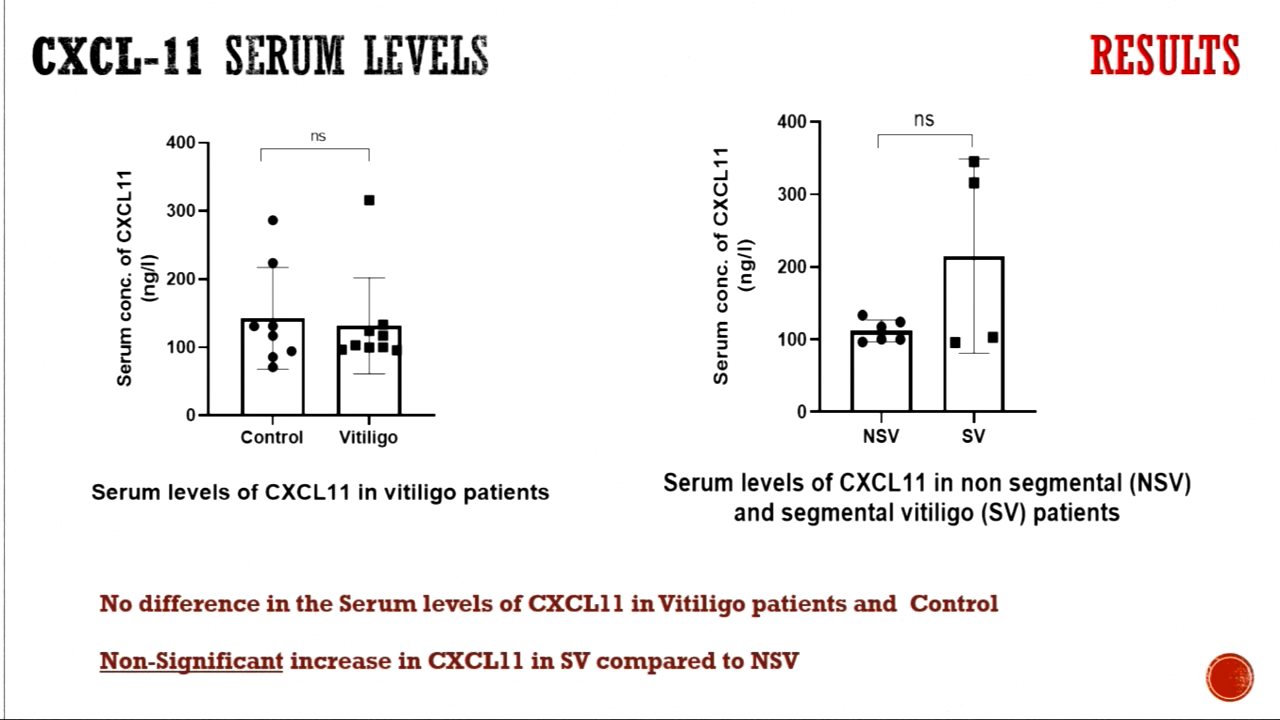 CXCL-11 SERUM LEVELS
RESULTS
ns
400
300
200
100
0
Serum conc. of CXCL11
(ng/l)
Control Vitiligo
Serum levels of CXCL11 in vitiligo patients
ns
400
300
200
100
0
Serum conc. of CXCL11
(ng/l)
NSV SV
Serum levels of CXCL11 in non segmental (NSV)
and segmental vitiligo (SV) patients
No difference in the Serum levels of CXCL11 in Vitiligo patients and Control
Non-Significant increase in CXCL11 in SV compared to NSV